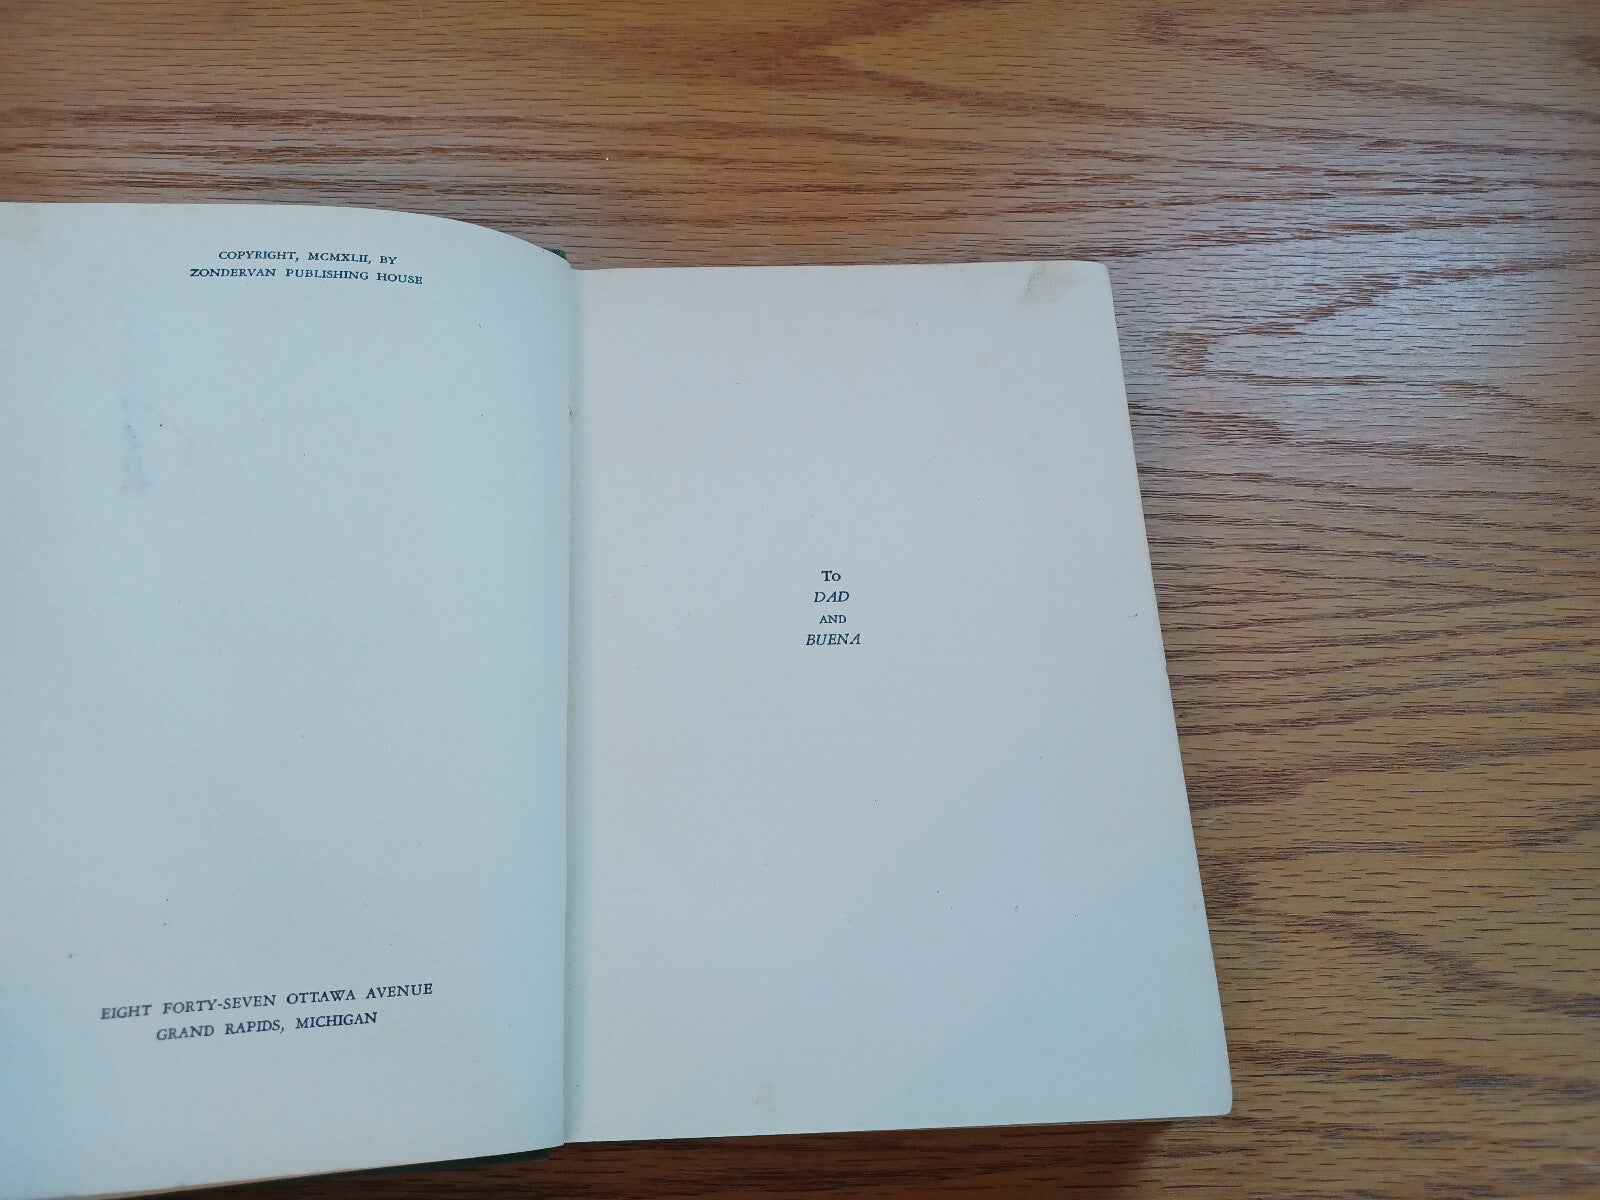 COPYRIGHT, MCMXLII, BY
ZONDERVAN PUBLISHING HOUSE
EIGHT FORTY-SEVEN OTTAWA AVENUE
GRAND RAPIDS, MICHIGAN
To
DAD
AND
BUENA